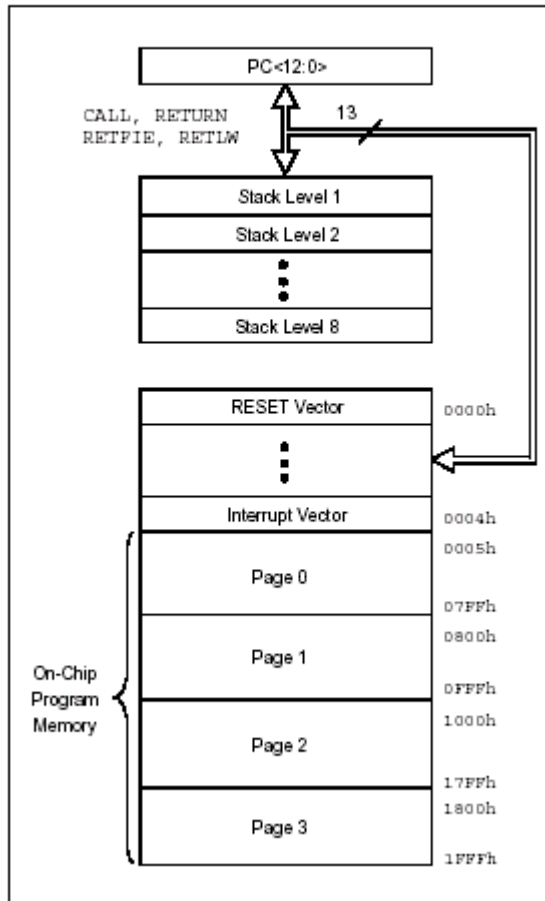 PC<12:0>
CALL, RETURN
RETFIE, RETLW
13
Stack Level 1
Stack Level 2
Stack Level 8
RESET Vector
0000h
Interrupt Vector
0004h
0005h
Page 0
07FFh
0800h
Page 1
0FFFh
On-Chip
Program
Memory
1000h
Page 2
17FFh
1800h
Page 3
1FFFh